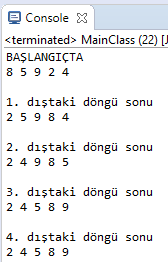 Console
<terminated> MainClass (22) [J
BAŞLANGIÇTA
8 5 9 2 4
1. dıştaki döngü sonu
2 5 9 8 4
2. dıştaki döngü sonu
2 4 9 8 5
3. dıştaki döngü sonu
2 4 5 8 9
4. dıştaki döngü sonu
2 4 5 8 9